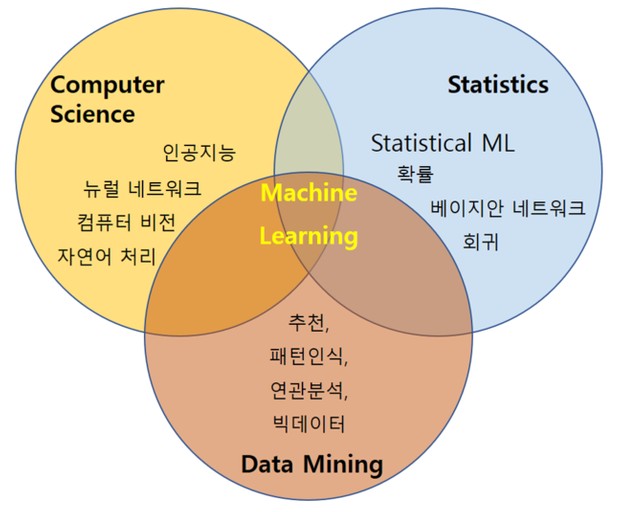 Computer
Science
인공지능
뉴럴 네트워크
컴퓨터 비전
자연어 처리
Statistics
Statistical ML
확률
베이지안 네트워크
회귀
Machine
Learning
추천,
패턴인식,
연관분석,
빅데이터
Data Mining